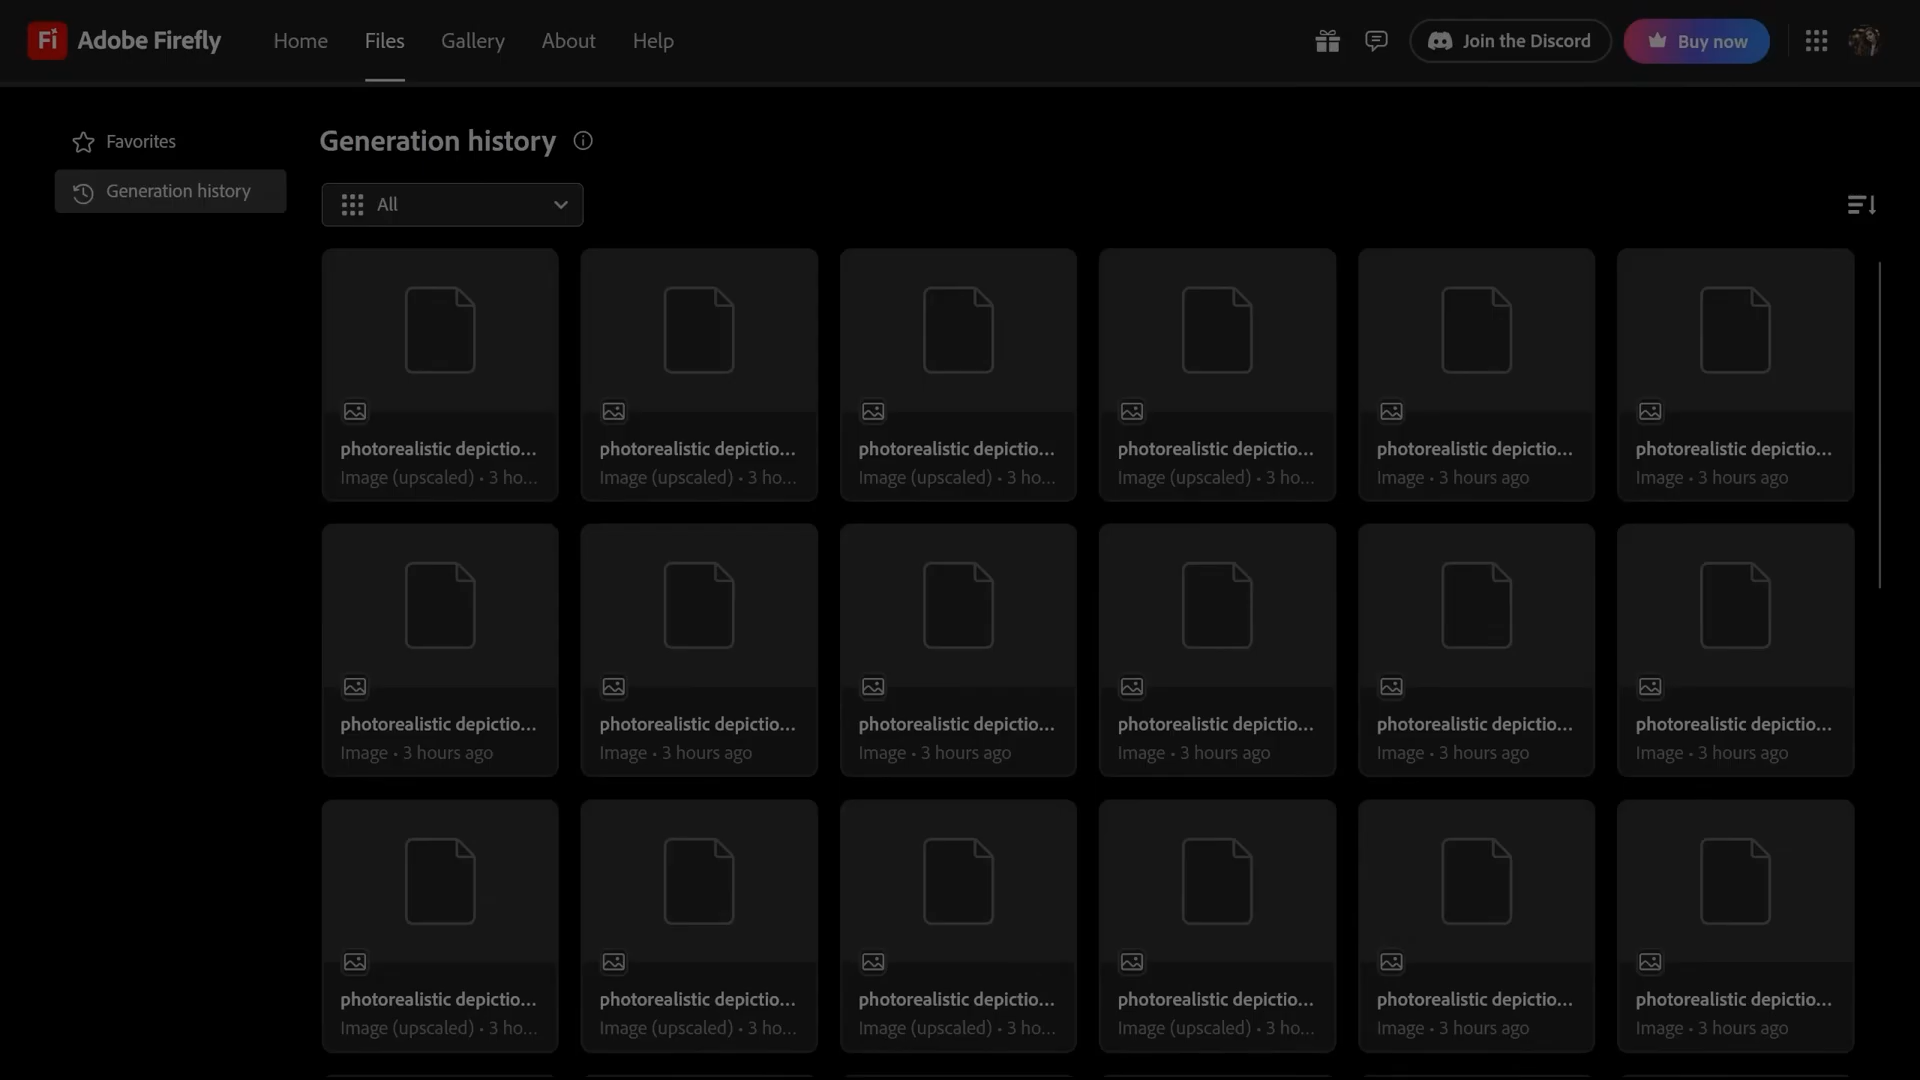 Fi Adobe Firefly Home Files Gallery About Help Join the Discord Buy now
Favorites
Generation history
Generation history
All
photorealistic depictio... photorealistic depictio... photorealistic depictio... photorealistic depictio... photorealistic depictio... photorealistic depictio...
Image (upscaled) • 3 ho... Image (upscaled) • 3 ho... Image (upscaled) • 3 ho... Image (upscaled) • 3 ho... Image • 3 hours ago Image • 3 hours ago
photorealistic depictio... photorealistic depictio... photorealistic depictio... photorealistic depictio... photorealistic depictio... photorealistic depictio...
Image • 3 hours ago Image • 3 hours ago Image • 3 hours ago Image • 3 hours ago Image • 3 hours ago Image • 3 hours ago
photorealistic depictio... photorealistic depictio... photorealistic depictio... photorealistic depictio... photorealistic depictio... photorealistic depictio...
Image (upscaled) • 3 ho... Image (upscaled) • 3 ho... Image (upscaled) • 3 ho... Image (upscaled) • 3 ho... Image • 3 hours ago Image • 3 hours ago